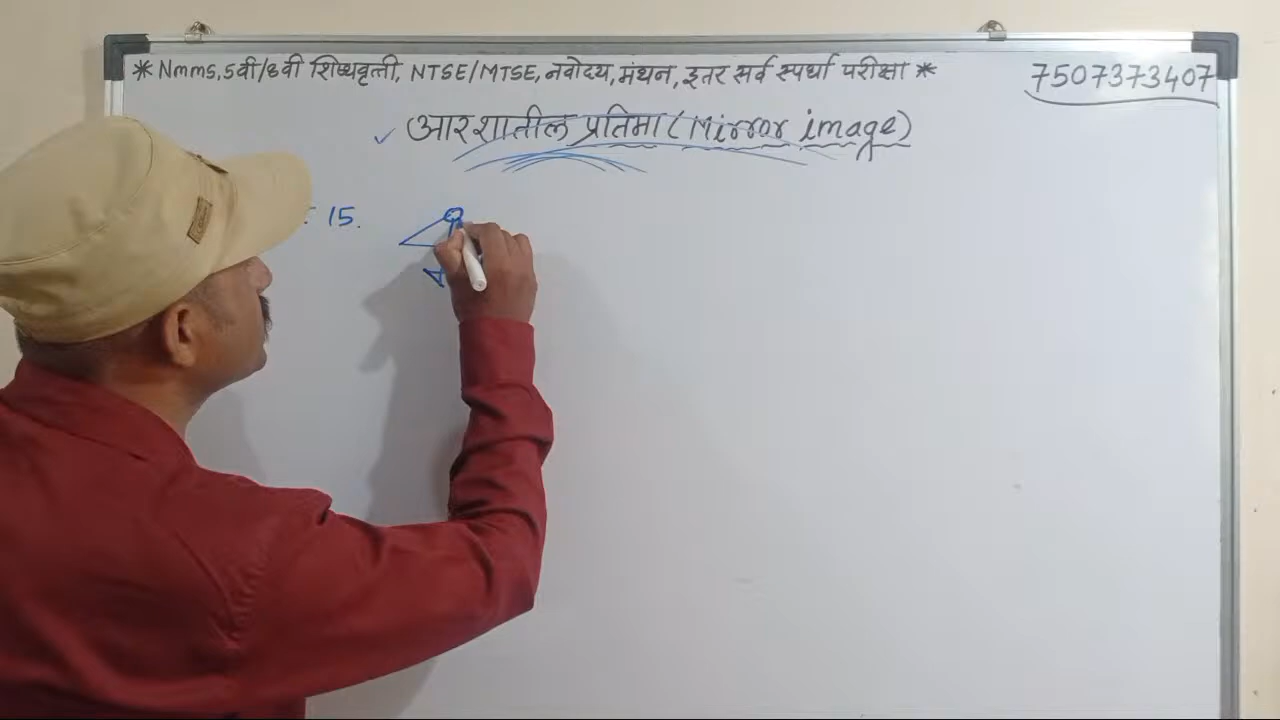 * Nmms, 5वी/8वी शिष्यवृत्ती, NTSE/MTSE, नवोदय, मंथन, इतर सर्व स्पर्धा परीक्षा *
7507373407
✓ आरशातील प्रतिमा (Mirror image)
15.